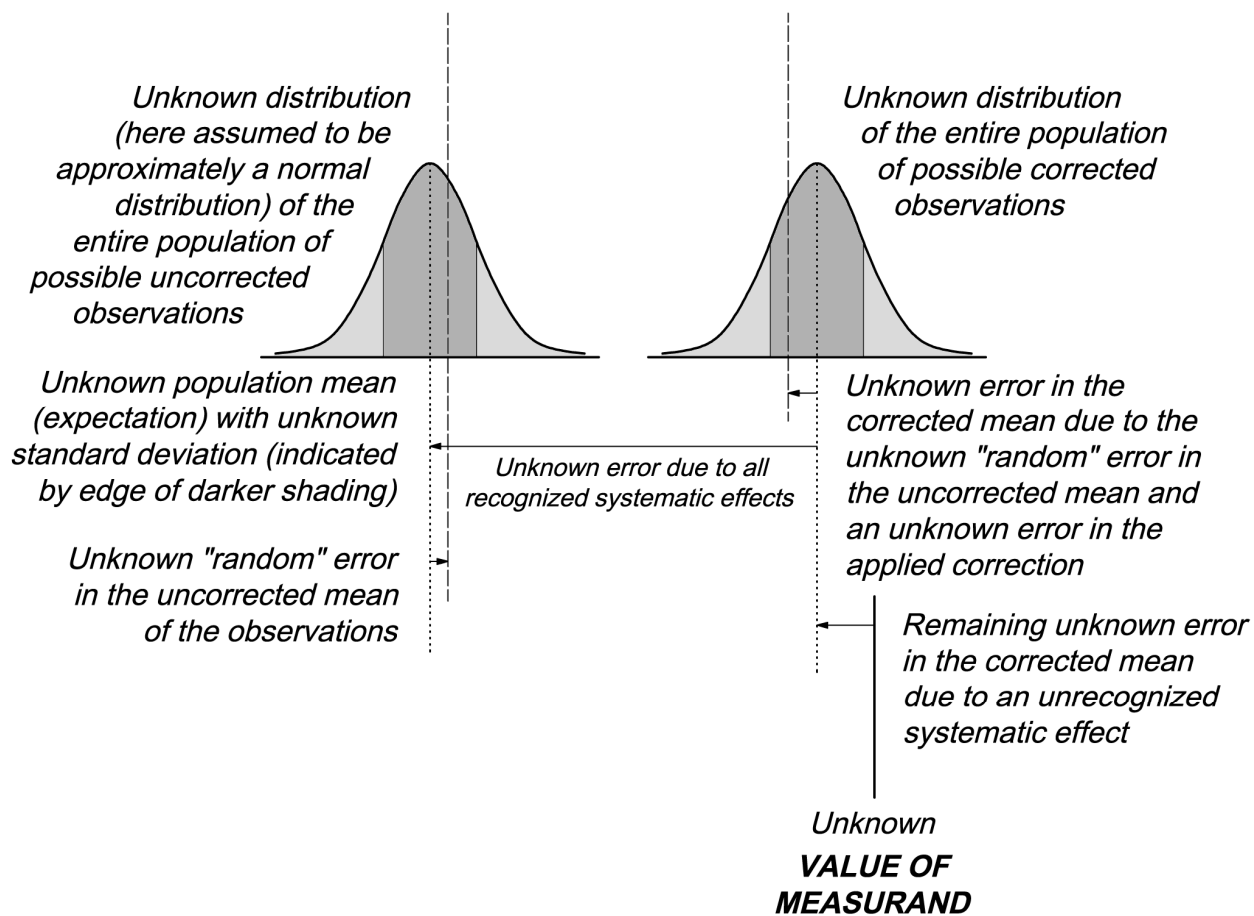 Unknown distribution
(here assumed to be
approximately a normal
distribution) of the
entire population of
possible uncorrected
observations
Unknown distribution
of the entire population
of possible corrected
observations
Unknown population mean
(expectation) with unknown
standard deviation (indicated
by edge of darker shading)
Unknown error due to all
recognized systematic effects
Unknown error in the
corrected mean due to the
unknown "random" error in
the uncorrected mean and
an unknown error in the
applied correction
Unknown "random" error
in the uncorrected mean
of the observations
Remaining unknown error
in the corrected mean
due to an unrecognized
systematic effect
Unknown
VALUE OF
MEASURAND